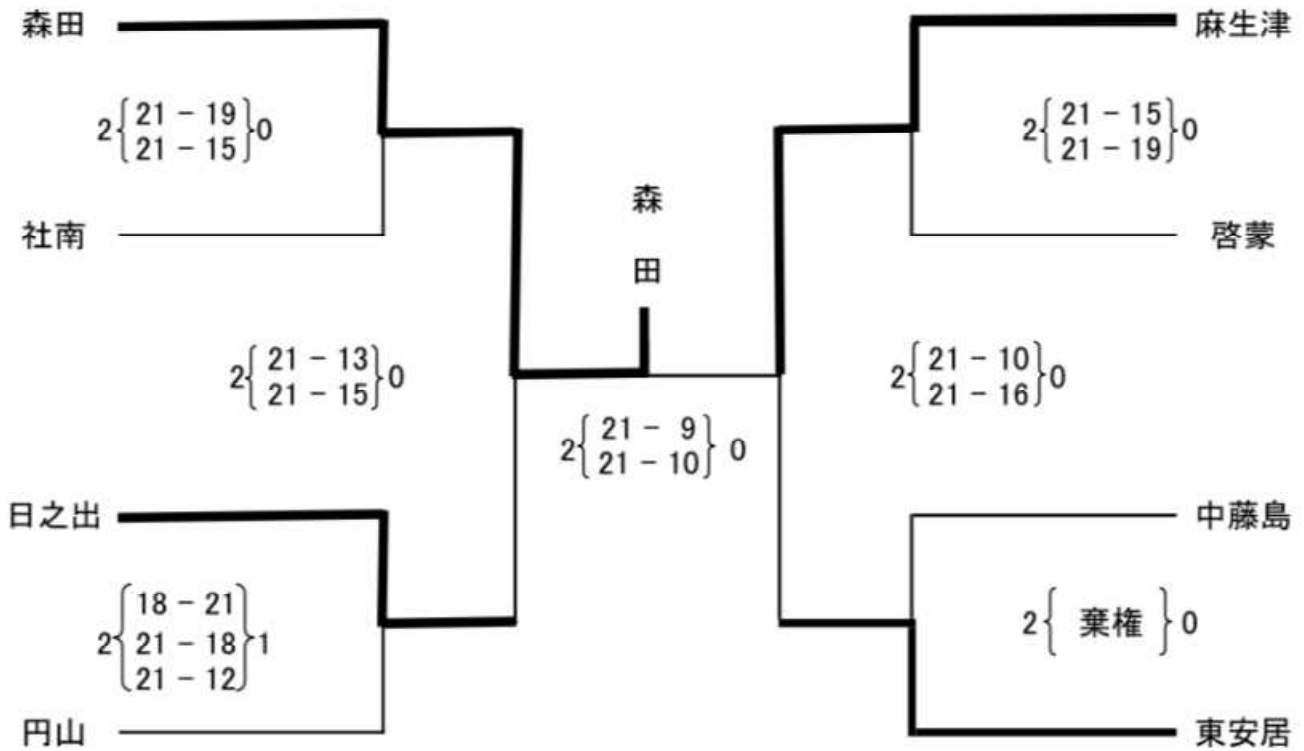 森田
麻生津
2{21 - 19
21 - 15}0
2{21 - 15
21 - 19}0
森田
社南
啓蒙
2{21 - 13
21 - 15}0
2{21 - 10
21 - 16}0
2{21 - 9
21 - 10}0
日之出
中藤島
2{18 - 21
21 - 18
21 - 12}1
2{棄権}0
円山
東安居